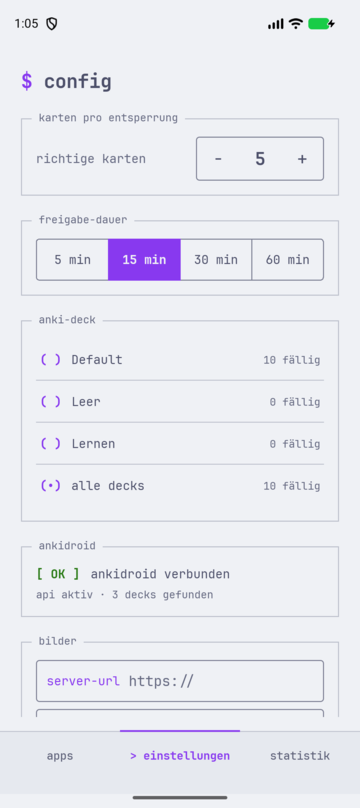 1:05
$ config
karten pro entsperrung
richtige karten - 5 +
freigabe-dauer
5 min 15 min 30 min 60 min
anki-deck
( ) Default 10 fällig
( ) Leer 0 fällig
( ) Lernen 0 fällig
(•) alle decks 10 fällig
ankidroid
[ OK ] ankidroid verbunden
api aktiv · 3 decks gefunden
bilder
server-url https://
apps > einstellungen statistik